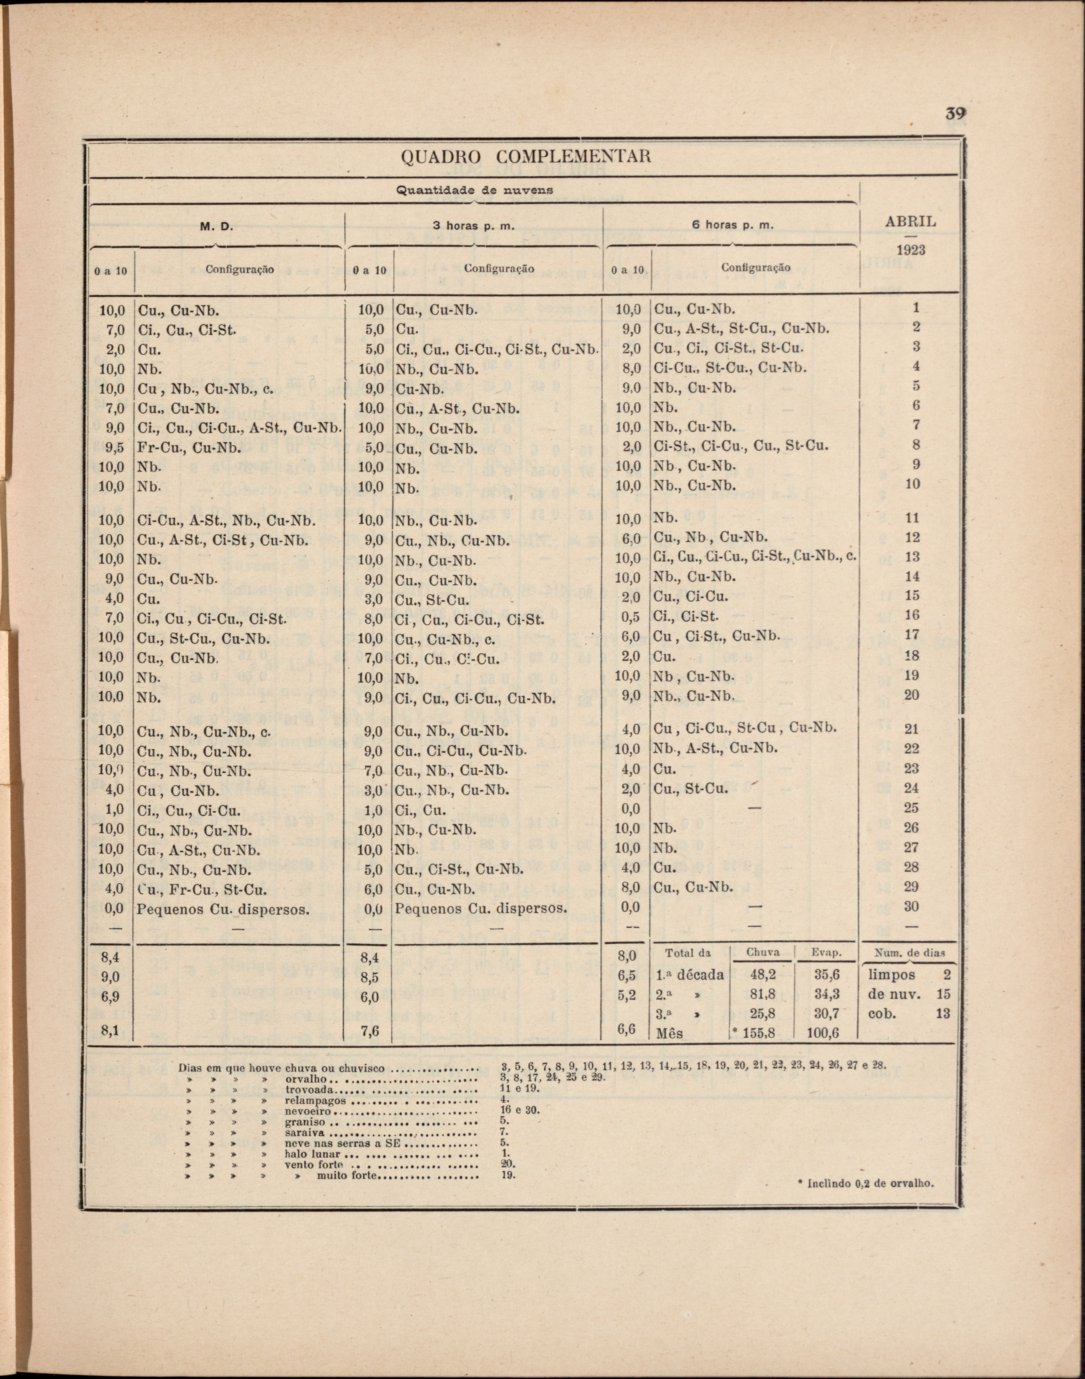 39
QUADRO COMPLEMENTAR
Quantidade de nuvens
M. D. 3 horas p. m. 6 horas p. m. ABRIL — 1923
0 a 10 Configuração 0 a 10 Configuração 0 a 10 Configuração
10,0 Cu., Cu-Nb. 10,0 Cu., Cu-Nb. 10,0 Cu., Cu-Nb. 1
7,0 Ci., Cu., Ci-St. 5,0 Cu. 9,0 Cu., A-St., St-Cu., Cu-Nb. 2
2,0 Cu. 5,0 Ci., Cu., Ci-Cu., Ci-St., Cu-Nb. 2,0 Cu., Ci., Ci-St., St-Cu. 3
10,0 Nb. 10,0 Nb., Cu-Nb. 8,0 Ci-Cu., St-Cu., Cu-Nb. 4
10,0 Cu , Nb., Cu-Nb., c. 9,0 Cu-Nb. 9,0 Nb., Cu-Nb. 5
7,0 Cu., Cu-Nb. 10,0 Cu., A-St., Cu-Nb. 10,0 Nb. 6
9,0 Ci., Cu., Ci-Cu., A-St., Cu-Nb. 10,0 Nb., Cu-Nb. 10,0 Nb., Cu-Nb. 7
9,5 Fr-Cu., Cu-Nb. 5,0 Cu., Cu-Nb. 2,0 Ci-St., Ci-Cu., Cu., St-Cu. 8
10,0 Nb. 10,0 Nb. 10,0 Nb , Cu-Nb. 9
10,0 Nb. 10,0 Nb. 10,0 Nb., Cu-Nb. 10
10,0 Ci-Cu., A-St., Nb., Cu-Nb. 10,0 Nb., Cu-Nb. 10,0 Nb. 11
10,0 Cu., A-St., Ci-St , Cu-Nb. 9,0 Cu., Nb., Cu-Nb. 6,0 Cu., Nb , Cu-Nb. 12
10,0 Nb. 10,0 Nb., Cu-Nb. 10,0 Ci., Cu., Ci-Cu., Ci-St., Cu-Nb., c. 13
9,0 Cu., Cu-Nb. 9,0 Cu., Cu-Nb. 10,0 Nb., Cu-Nb. 14
4,0 Cu. 3,0 Cu., St-Cu. 2,0 Cu., Ci-Cu. 15
7,0 Ci., Cu , Ci-Cu., Ci-St. 8,0 Ci , Cu., Ci-Cu., Ci-St. 0,5 Ci., Ci-St. 16
10,0 Cu., St-Cu., Cu-Nb. 10,0 Cu., Cu-Nb., c. 6,0 Cu , Ci-St., Cu-Nb. 17
10,0 Cu., Cu-Nb. 7,0 Ci., Cu., Ci-Cu. 2,0 Cu. 18
10,0 Nb. 10,0 Nb. 10,0 Nb , Cu-Nb. 19
10,0 Nb. 9,0 Ci., Cu., Ci-Cu., Cu-Nb. 9,0 Nb., Cu-Nb. 20
10,0 Cu., Nb., Cu-Nb., c. 9,0 Cu., Nb., Cu-Nb. 4,0 Cu , Ci-Cu., St-Cu , Cu-Nb. 21
10,0 Cu., Nb., Cu-Nb. 9,0 Cu., Ci-Cu., Cu-Nb. 10,0 Nb., A-St., Cu-Nb. 22
10,0 Cu., Nb., Cu-Nb. 7,0 Cu., Nb., Cu-Nb. 4,0 Cu. 23
4,0 Cu , Cu-Nb. 3,0 Cu., Nb., Cu-Nb. 2,0 Cu., St-Cu. 24
1,0 Ci., Cu., Ci-Cu. 1,0 Ci., Cu. 0,0 — 25
10,0 Cu., Nb., Cu-Nb. 10,0 Nb., Cu-Nb. 10,0 Nb. 26
10,0 Cu., A-St., Cu-Nb. 10,0 Nb. 10,0 Nb. 27
10,0 Cu., Nb., Cu-Nb. 5,0 Cu., Ci-St., Cu-Nb. 4,0 Cu. 28
4,0 Cu., Fr-Cu., St-Cu. 6,0 Cu., Cu-Nb. 8,0 Cu., Cu-Nb. 29
0,0 Pequenos Cu. dispersos. 0,0 Pequenos Cu. dispersos. 0,0 — 30
— — — — — — —
8,4 8,4 8,0 Total da Chuva Evap. Num. de dias
9,0 8,5 6,5 1.ª década 48,2 35,6 limpos 2
6,9 6,0 5,2 2.ª » 81,8 34,3 de nuv. 15
3.ª » 25,8 30,7 cob. 13
8,1 7,6 6,6 Mês * 155,8 100,6
Dias em que houve chuva ou chuvisco ................ 3, 5, 6, 7, 8, 9, 10, 11, 12, 13, 14, 15, 18, 19, 20, 21, 22, 23, 24, 26, 27 e 28.
» » » » orvalho.......................... 3, 8, 17, 24, 25 e 29.
» » » » trovoada......................... 11 e 19.
» » » » relampagos ...................... 4.
» » » » nevoeiro......................... 16 e 30.
» » » » graniso ......................... 5.
» » » » saraiva ......................... 7.
» » » » neve nas serras a SE ............. 5.
» » » » halo lunar ...................... 1.
» » » » vento forte ..................... 20.
» » » » » muito forte.................. 19.
* Inclindo 0,2 de orvalho.